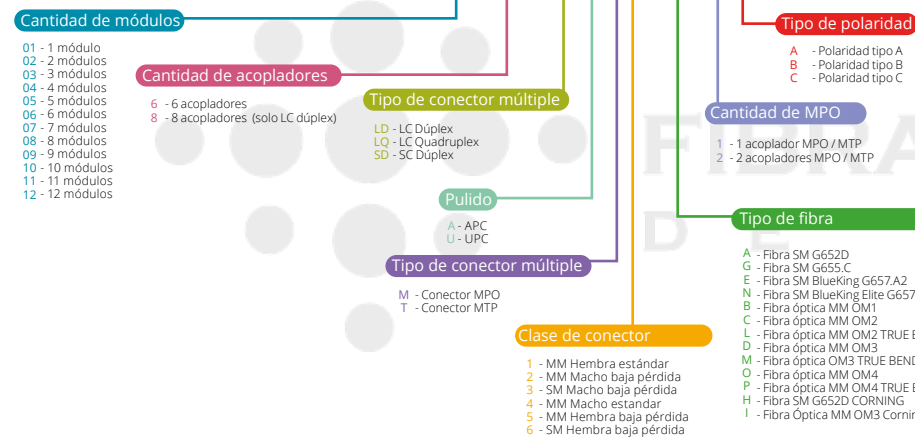 Cantidad de módulos
01 - 1 módulo
02 - 2 módulos
03 - 3 módulos
04 - 4 módulos
05 - 5 módulos
06 - 6 módulos
07 - 7 módulos
08 - 8 módulos
09 - 9 módulos
10 - 10 módulos
11 - 11 módulos
12 - 12 módulos
Cantidad de acopladores
6 - 6 acopladores
8 - 8 acopladores (solo LC dúplex)
Tipo de conector múltiple
LD - LC Dúplex
LQ - LC Quadruplex
SD - SC Dúplex
Pulido
A - APC
U - UPC
Tipo de conector múltiple
M - Conector MPO
T - Conector MTP
Clase de conector
1 - MM Hembra estándar
2 - MM Macho baja pérdida
3 - SM Macho baja pérdida
4 - MM Macho estandar
5 - MM Hembra baja pérdida
6 - SM Hembra baja pérdida
Tipo de polaridad
A - Polaridad tipo A
B - Polaridad tipo B
C - Polaridad tipo C
Cantidad de MPO
1 - 1 acoplador MPO / MTP
2 - 2 acopladores MPO / MTP
Tipo de fibra
A - Fibra SM G652D
G - Fibra SM G655.C
E - Fibra SM BlueKing G657.A2
N - Fibra SM BlueKing Elite G657
B - Fibra óptica MM OM1
C - Fibra óptica MM OM2
L - Fibra óptica MM OM2 TRUE B
D - Fibra óptica MM OM3
M - Fibra óptica OM3 TRUE BEND
O - Fibra óptica MM OM4
P - Fibra óptica MM OM4 TRUE B
H - Fibra SM G652D CORNING
I - Fibra Óptica MM OM3 Corni
FIBRA
D E